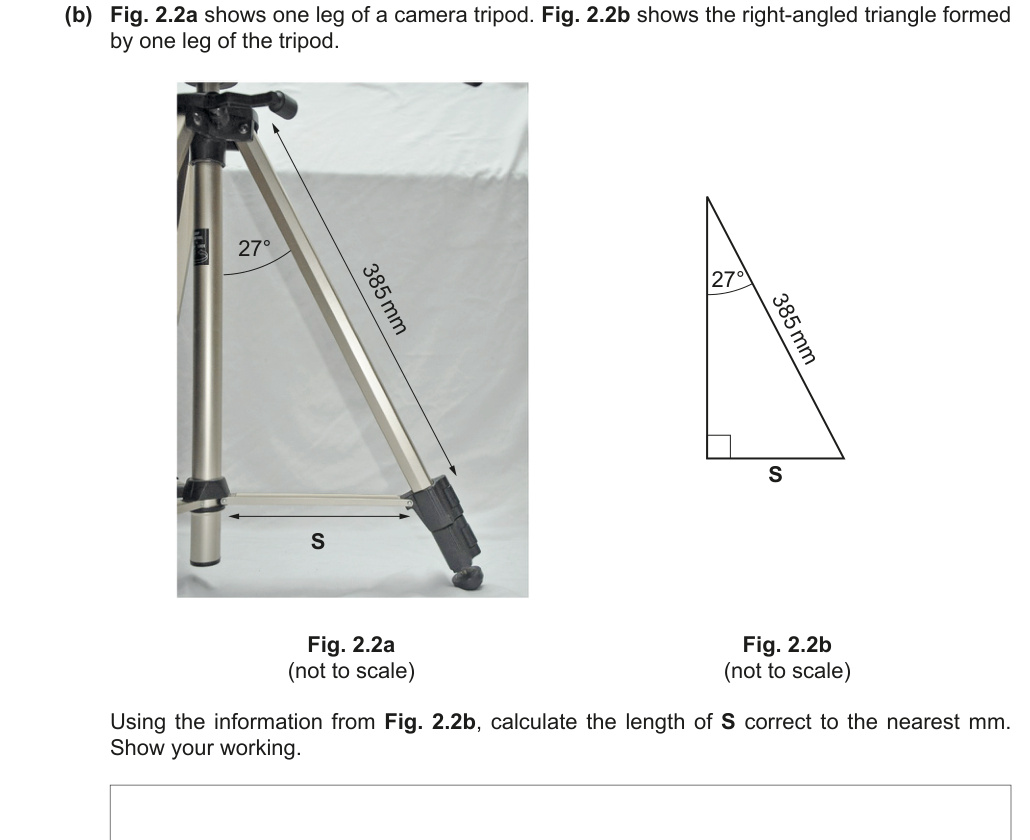 (b) Fig. 2.2a shows one leg of a camera tripod. Fig. 2.2b shows the right-angled triangle formed
by one leg of the tripod.
27°
385 mm
S
27°
385 mm
S
Fig. 2.2a
(not to scale)
Fig. 2.2b
(not to scale)
Using the information from Fig. 2.2b, calculate the length of S correct to the nearest mm.
Show your working.